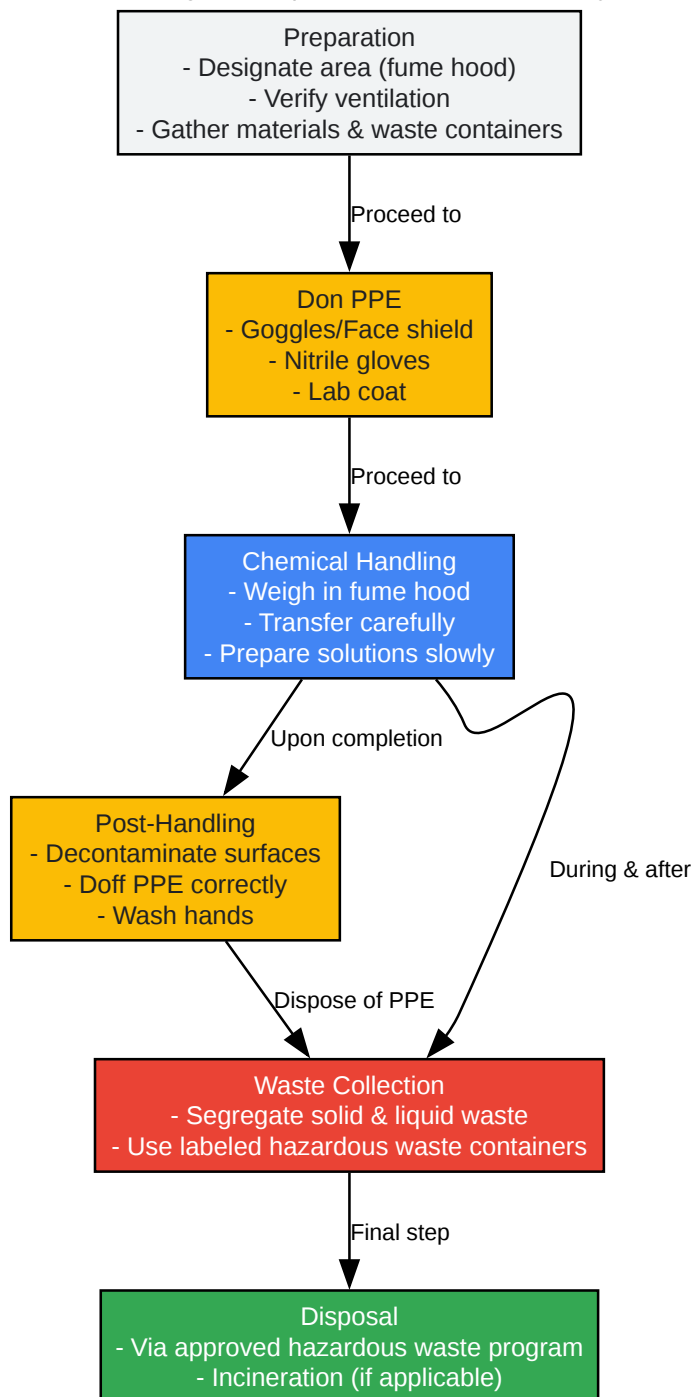 Preparation
- Designate area (fume hood)
- Verify ventilation
- Gather materials & waste containers
Proceed to
Don PPE
- Goggles/Face shield
- Nitrile gloves
- Lab coat
Proceed to
Chemical Handling
- Weigh in fume hood
- Transfer carefully
- Prepare solutions slowly
Upon completion
Post-Handling
- Decontaminate surfaces
- Doff PPE correctly
- Wash hands
During & after
Dispose of PPE
Waste Collection
- Segregate solid & liquid waste
- Use labeled hazardous waste containers
Final step
Disposal
- Via approved hazardous waste program
- Incineration (if applicable)